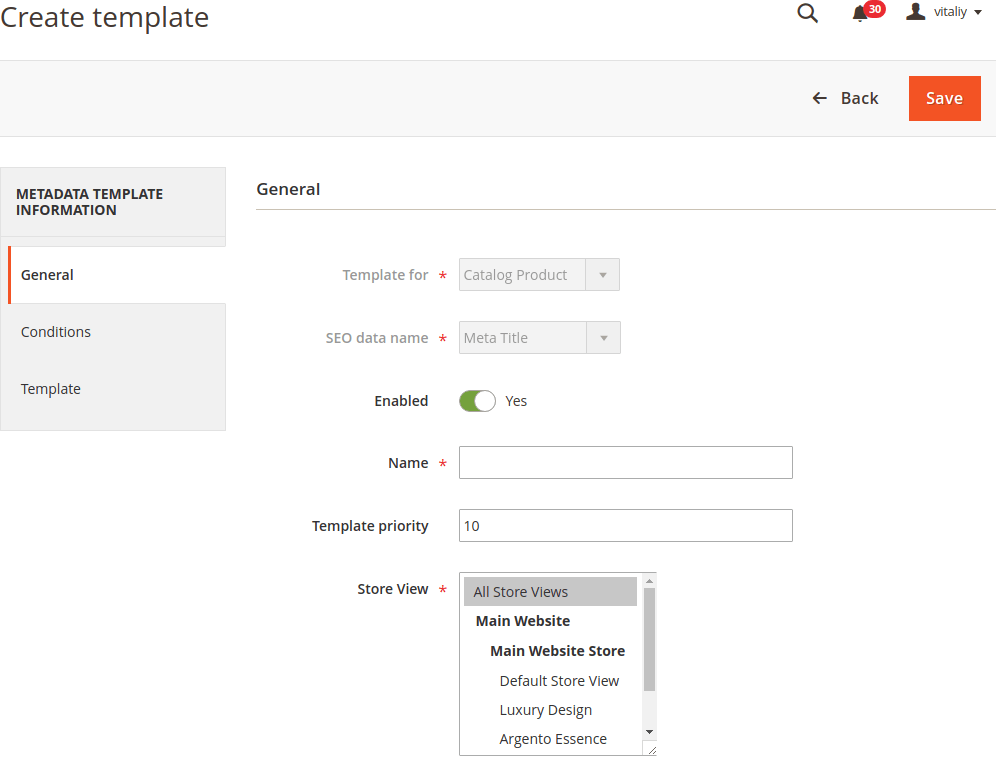 Create template
30
vitaliy
Back
Save
METADATA TEMPLATE
INFORMATION
General
Conditions
Template
General
Template for *
Catalog Product
SEO data name *
Meta Title
Enabled
Yes
Name *
Template priority
10
Store View *
All Store Views
Main Website
Main Website Store
Default Store View
Luxury Design
Argento Essence